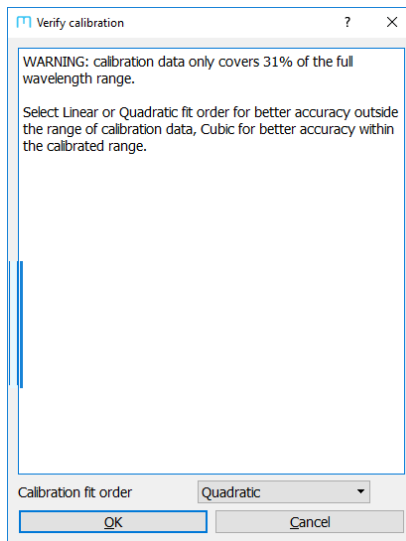 Verify calibration
?
WARNING: calibration data only covers 31% of the full
wavelength range.
Select Linear or Quadratic fit order for better accuracy outside
the range of calibration data, Cubic for better accuracy within
the calibrated range.
Calibration fit order
Quadratic
OK
Cancel